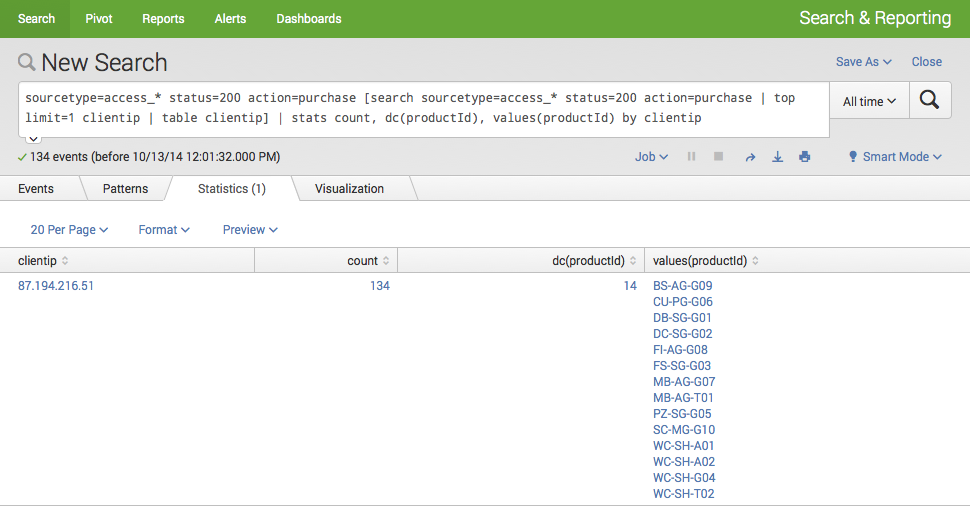 Search Pivot Reports Alerts Dashboards Search & Reporting
New Search Save As Close
sourcetype=access_* status=200 action=purchase [search sourcetype=access_* status=200 action=purchase | top
limit=1 clientip | table clientip] | stats count, dc(productId), values(productId) by clientip
All time
134 events (before 10/13/14 12:01:32.000 PM) Job Smart Mode
Events Patterns Statistics (1) Visualization
20 Per Page Format Preview
clientip count dc(productId) values(productId)
87.194.216.51 134 14 BS-AG-G09
CU-PG-G06
DB-SG-G01
DC-SG-G02
FI-AG-G08
FS-SG-G03
MB-AG-G07
MB-AG-T01
PZ-SG-G05
SC-MG-G10
WC-SH-A01
WC-SH-A02
WC-SH-G04
WC-SH-T02